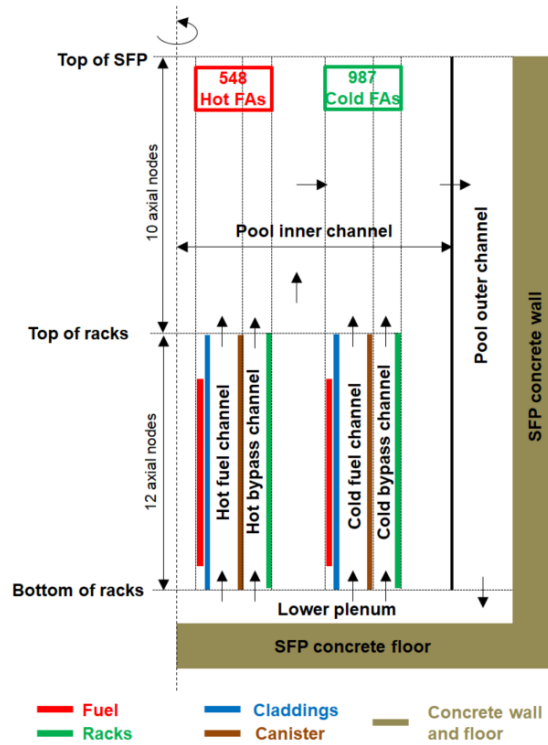 Top of SFP
548
Hot FAs
987
Cold FAs
10 axial nodes
Pool inner channel
Pool outer channel
SFP concrete wall
Top of racks
12 axial nodes
Hot fuel channel
Hot bypass channel
Cold fuel channel
Cold bypass channel
Bottom of racks
Lower plenum
SFP concrete floor
Fuel
Claddings
Concrete wall
and floor
Racks
Canister